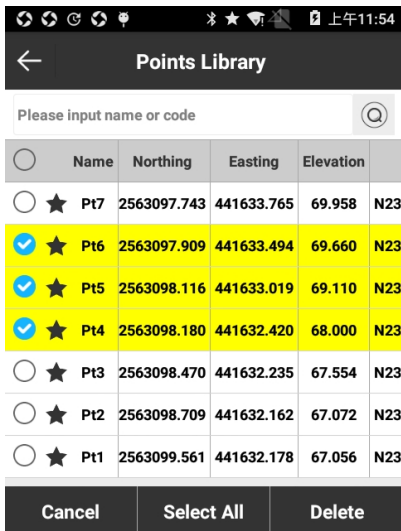 上午11:54
Points Library
Please input name or code
Name Northing Easting Elevation
Pt7 2563097.743 441633.765 69.958 N23
Pt6 2563097.909 441633.494 69.660 N23
Pt5 2563098.116 441633.019 69.110 N23
Pt4 2563098.180 441632.420 68.000 N23
Pt3 2563098.470 441632.235 67.554 N23
Pt2 2563098.709 441632.162 67.072 N23
Pt1 2563099.561 441632.178 67.056 N23
Cancel Select All Delete